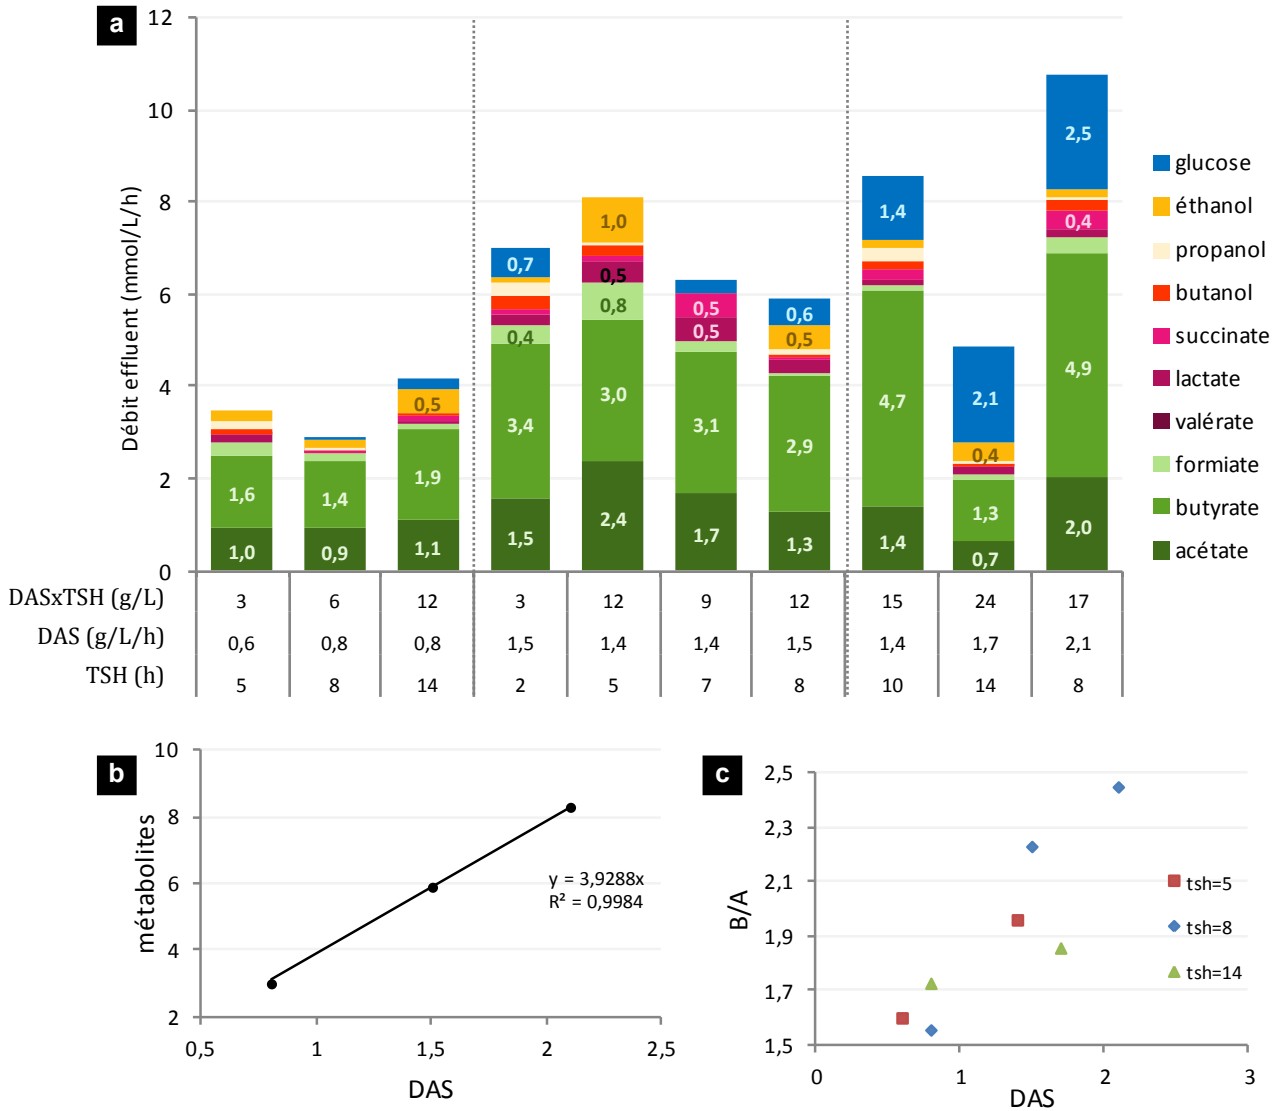 a
12
10
8
6
4
2
0
Débit effluent (mmol/L/h)
1,0
1,6
0,9
1,4
1,1
1,9
0,5
1,5
3,4
0,4
0,7
2,4
3,0
0,8
0,5
1,0
1,7
3,1
0,5
0,5
1,3
2,9
0,5
0,6
1,4
4,7
1,4
0,7
1,3
0,4
2,1
2,0
4,9
0,4
2,5
glucose
éthanol
propanol
butanol
succinate
lactate
valérate
formiate
butyrate
acétate
DASxTSH (g/L) 3 6 12 3 12 9 12 15 24 17
DAS (g/L/h) 0,6 0,8 0,8 1,5 1,4 1,4 1,5 1,4 1,7 2,1
TSH (h) 5 8 14 2 5 7 8 10 14 8
b
10
8
6
4
2
métabolites
y = 3,9288x
R² = 0,9984
0,5 1 1,5 2 2,5
DAS
c
2,5
2,3
2,1
1,9
1,7
1,5
B/A
tsh=5
tsh=8
tsh=14
0 1 2 3
DAS